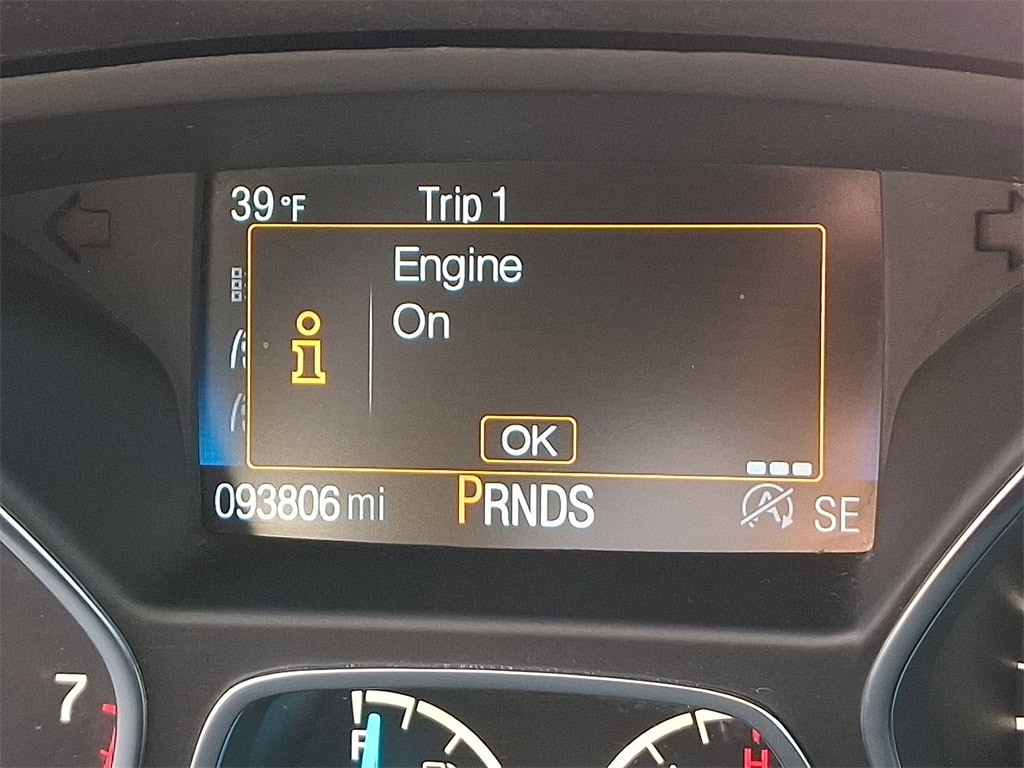 39 °F Trip 1
Engine
On
OK
093806 mi PRNDS A SE
7
F H